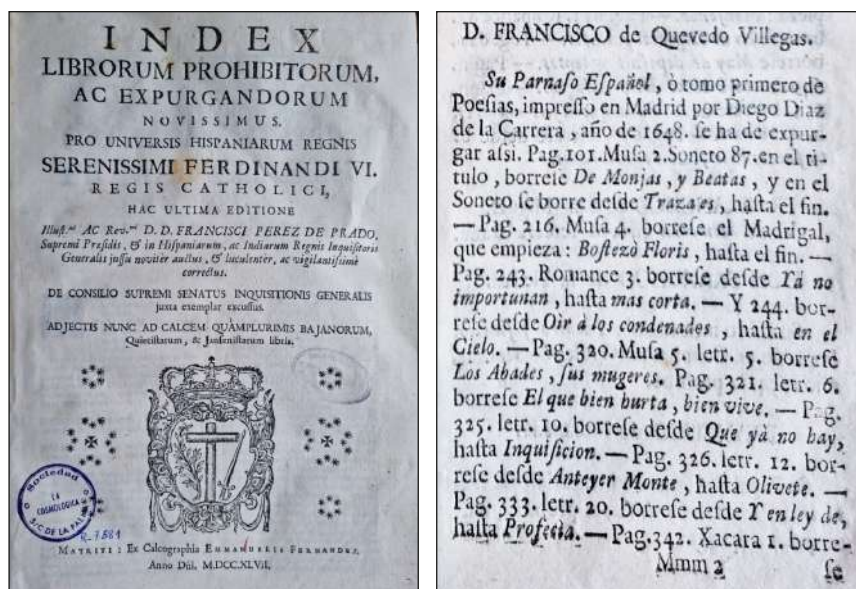 INDEX
LIBRORUM PROHIBITORUM,
AC EXPURGANDORUM
NOVISSIMUS.
PRO UNIVERSIS HISPANIARUM REGNIS
SERENISSIMI FERDINANDI VI.
REGIS CATHOLICI,
HAC ULTIMA EDITIONE
Illust.mi AC Rev.mi D. D. FRANCISCI PEREZ DE PRADO,
Supremi Præsidis, & in Hispaniarum, ac Indiarum Regnis Inquisitoris
Generalis jussu noviter auctus, & luculenter, ac vigilantissimè
correctus.
DE CONSILIO SUPREMI SENATUS INQUISITIONIS GENERALIS
juxta exemplar excussus.
ADJECTIS NUNC AD CALCEM QUÀMPLURIMIS BAJANORUM,
Quietistarum, & Jansenistarum libris.
Sociedad
LA
COSMOLOGICA
S/C DE LA PALMA
R-7581
MATRITI: Ex Calcographia EMMANUELIS FERNANDEZ,
Anno Dñi. M.DCC.XLVII.
D. FRANCISCO de Quevedo Villegas.
Su Parnaſo Eſpañol, ò tomo primero de
Poeſias, impreſſo en Madrid por Diego Diaz
de la Carrera, año de 1648. ſe ha de expur-
gar aſsi. Pag. 101. Muſa 2. Soneto 87. en el ti-
tulo, borreſe De Monjas, y Beatas, y en el
Soneto ſe borre deſde Traza es, haſta el fin.
— Pag. 216. Muſa 4. borreſe el Madrigal,
que empieza: Boſtezò Floris, haſta el fin. —
Pag. 243. Romance 3. borreſe deſde Yà no
importunan, haſta mas corta. — Y 244. bor-
reſe deſde Oir à los condenades, haſta en el
Cielo. — Pag. 320. Muſa 5. letr. 5. borreſe
Los Abades, ſus mugeres. Pag. 321. letr. 6.
borreſe El que bien hurta, bien vive. — Pag.
325. letr. 10. borreſe deſde Que yà no hay,
haſta Inquiſicion. — Pag. 326. letr. 12. bor-
reſe deſde Anteyer Monte, haſta Olivete. —
Pag. 333. letr. 20. borreſe deſde Y en ley de,
haſta Profecia. — Pag. 342. Xacara 1. borre-
Mmm 2 ſe